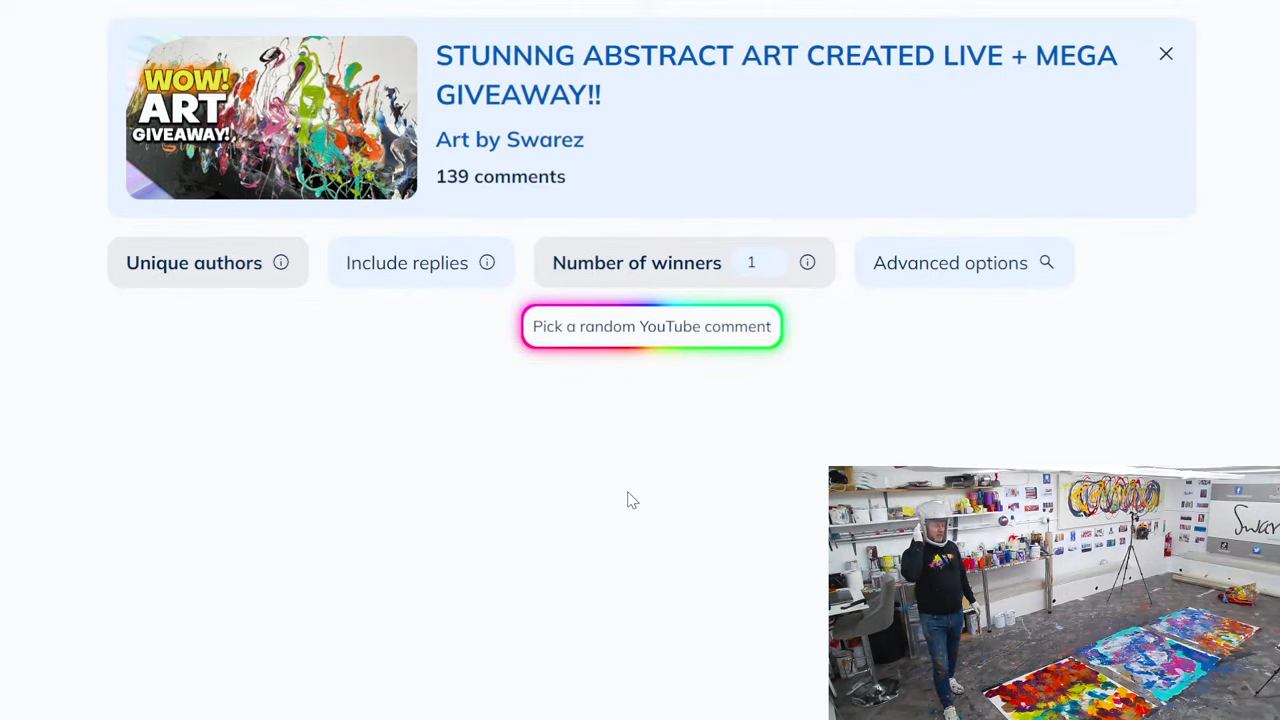 STUNNNG ABSTRACT ART CREATED LIVE + MEGA
GIVEAWAY!!
Art by Swarez
139 comments
WOW!
ART
GIVEAWAY!
Unique authors
Include replies
Number of winners 1
Advanced options
Pick a random YouTube comment